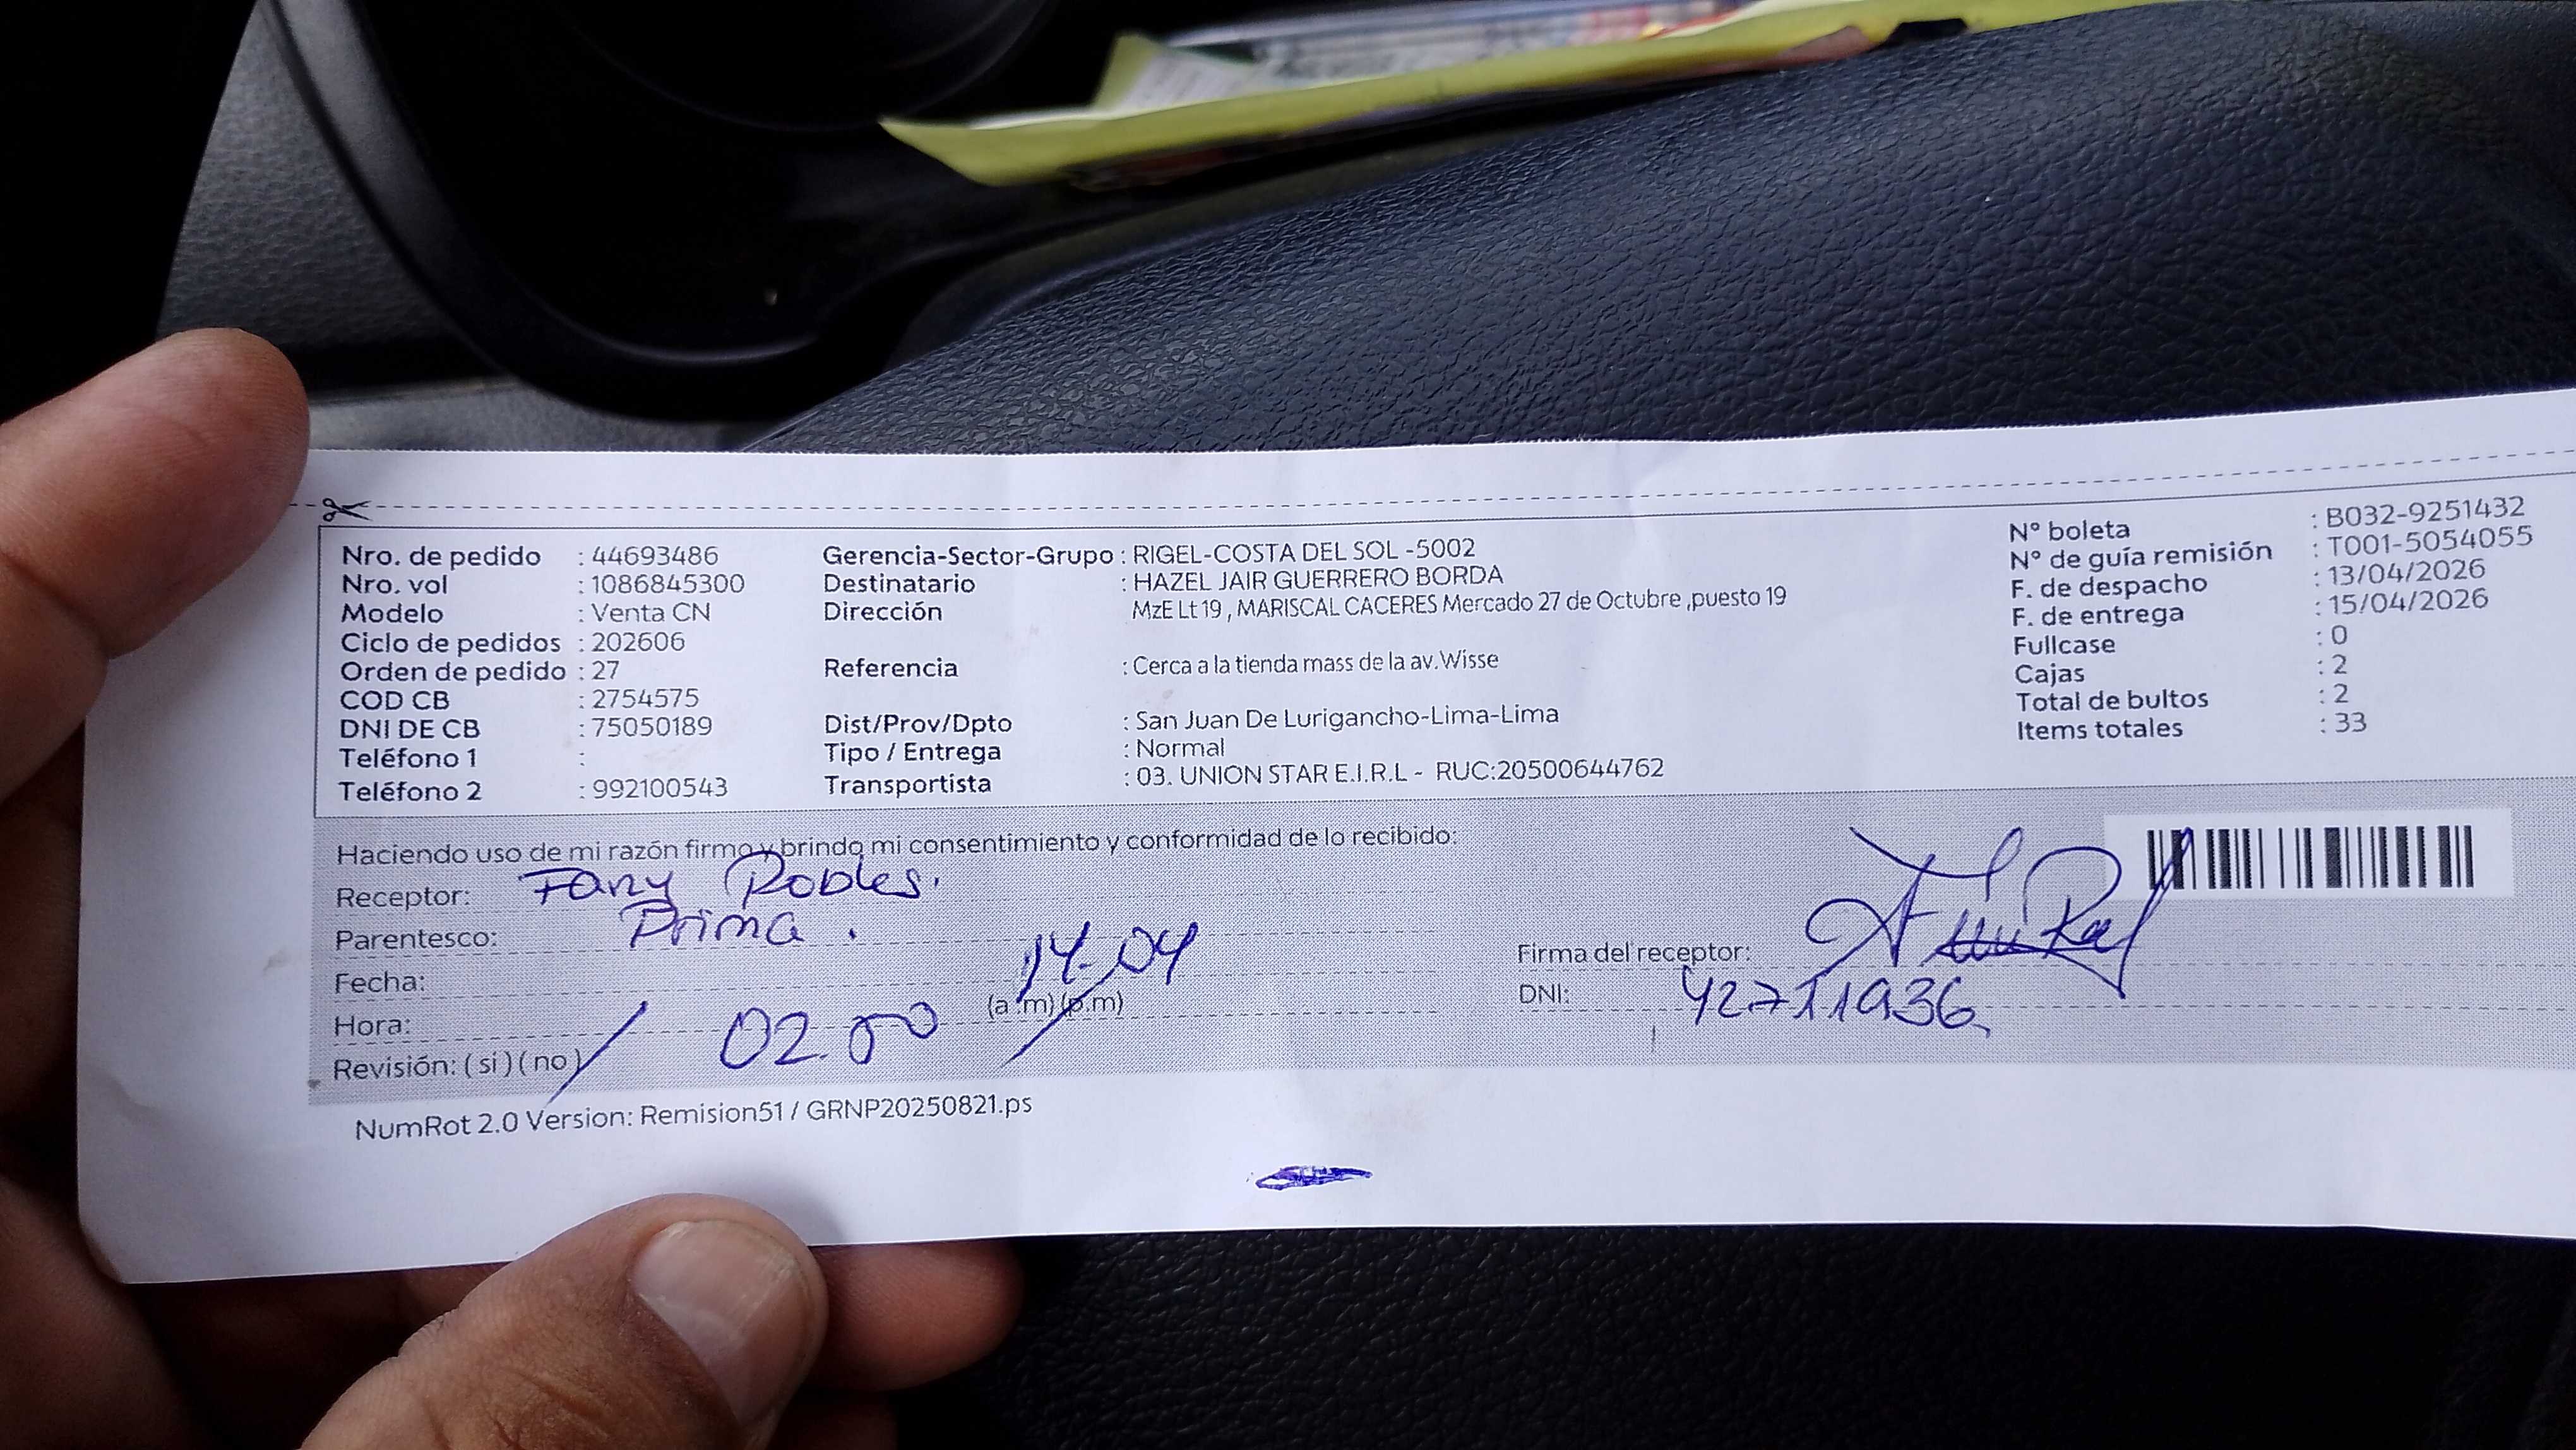 Nro. de pedido : 44693486
Nro. vol : 1086845300
Modelo : Venta CN
Ciclo de pedidos : 202606
Orden de pedido : 27
COD CB : 2754575
DNI DE CB : 75050189
Teléfono 1 :
Teléfono 2 : 992100543
Gerencia-Sector-Grupo : RIGEL-COSTA DEL SOL -5002
Destinatario : HAZEL JAIR GUERRERO BORDA
Dirección MzE Lt 19 , MARISCAL CACERES Mercado 27 de Octubre ,puesto 19
Referencia : Cerca a la tienda mass de la av.Wisse
Dist/Prov/Dpto : San Juan De Lurigancho-Lima-Lima
Tipo / Entrega : Normal
Transportista : 03. UNION STAR E.I.R.L - RUC:20500644762
N° boleta : B032-9251432
N° de guía remisión : T001-5054055
F. de despacho : 13/04/2026
F. de entrega : 15/04/2026
Fullcase : 0
Cajas : 2
Total de bultos : 2
Items totales : 33
Haciendo uso de mi razón firmo y brindo mi consentimiento y conformidad de lo recibido:
Receptor: Fany Robles.
Parentesco: Prima .
Fecha: 14-04
Hora: 02.00 (a.m) (p.m)
Revisión: ( si ) ( no )
Firma del receptor:
DNI: 42711936
NumRot 2.0 Version: Remision51 / GRNP20250821.ps